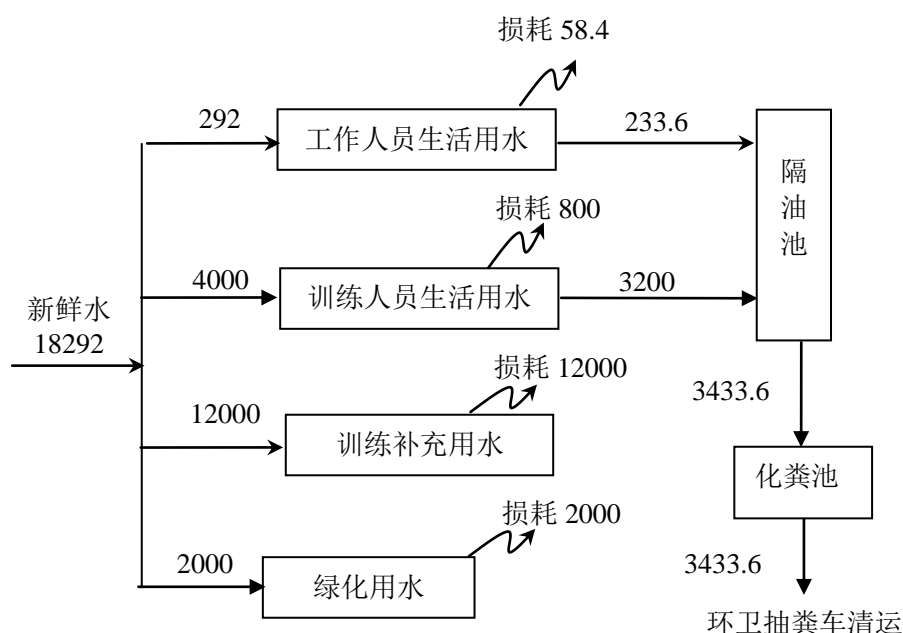 损耗 58.4
292
工作人员生活用水
233.6
隔油池
损耗 800
4000
训练人员生活用水
3200
新鲜水
18292
损耗 12000
12000
训练补充用水
3433.6
化粪池
损耗 2000
2000
绿化用水
3433.6
环卫抽粪车清运